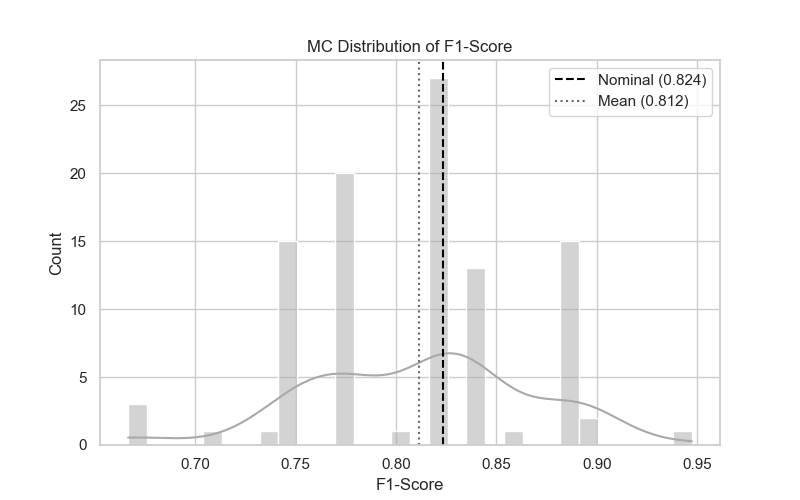 MC Distribution of F1-Score
Nominal (0.824)
Mean (0.812)
25
20
15
10
5
0
Count
0.70 0.75 0.80 0.85 0.90 0.95
F1-Score